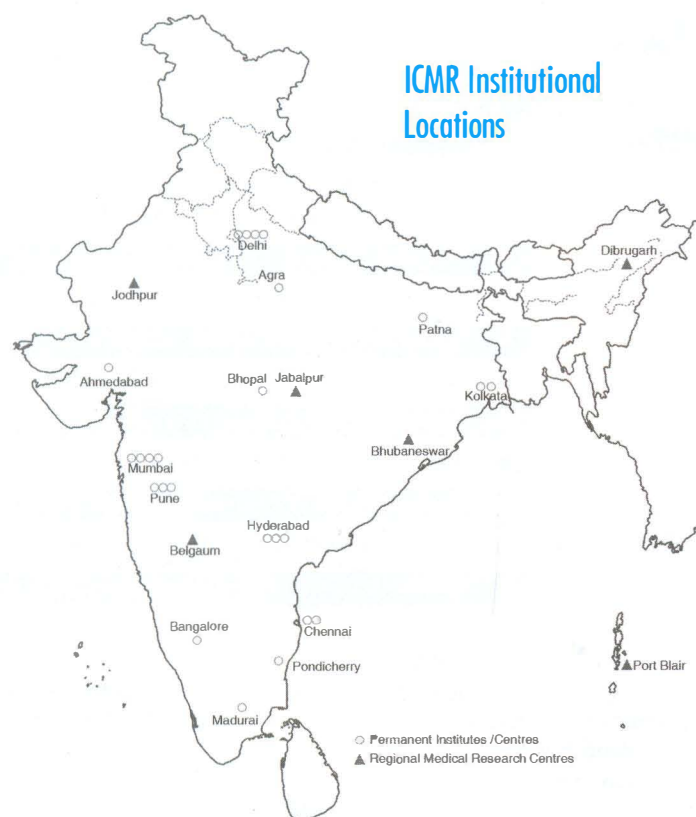 ICMR Institutional
Locations
Delhi
Agra
Dibrugarh
Jodhpur
Patna
Ahmedabad
Bhopal
Jabalpur
Kolkata
Bhubaneswar
Mumbai
Pune
Hyderabad
Belgaum
Bangalore
Chennai
Pondicherry
Port Blair
Madurai
Permanent Institutes /Centres
Regional Medical Research Centres